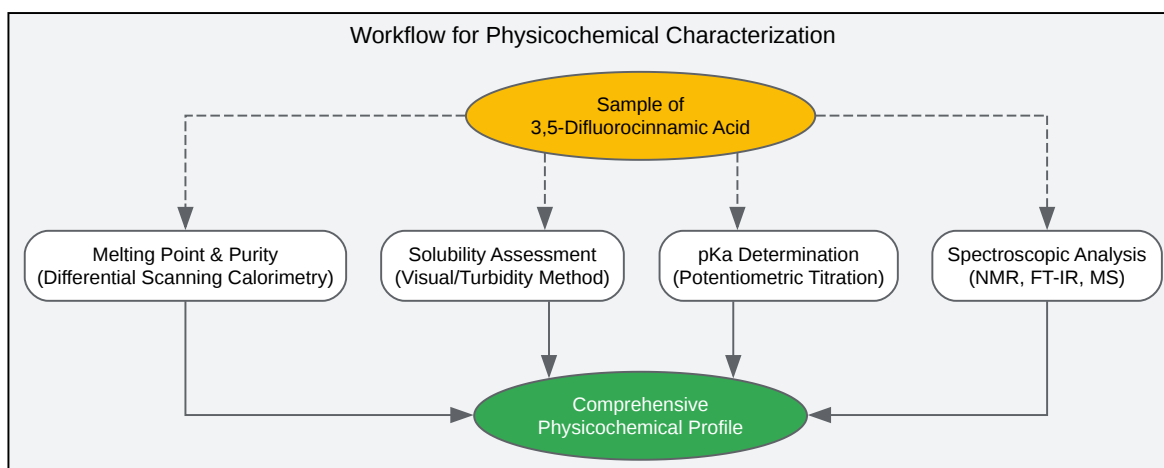 Workflow for Physicochemical Characterization
Sample of
3,5-Difluorocinnamic Acid
Melting Point & Purity
(Differential Scanning Calorimetry)
Solubility Assessment
(Visual/Turbidity Method)
pKa Determination
(Potentiometric Titration)
Spectroscopic Analysis
(NMR, FT-IR, MS)
Comprehensive
Physicochemical Profile